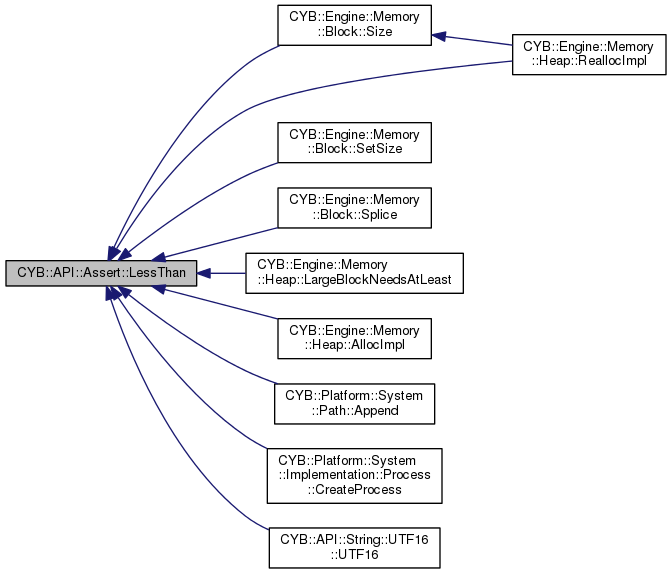 CYB::Engine::Memory
::Block::Size
CYB::Engine::Memory
::Heap::ReallocImpl
CYB::Engine::Memory
::Block::SetSize
CYB::Engine::Memory
::Block::Splice
CYB::API::Assert::LessThan
CYB::Engine::Memory
::Heap::LargeBlockNeedsAtLeast
CYB::Engine::Memory
::Heap::AllocImpl
CYB::Platform::System
::Path::Append
CYB::Platform::System
::Implementation::Process
::CreateProcess
CYB::API::String::UTF16
::UTF16